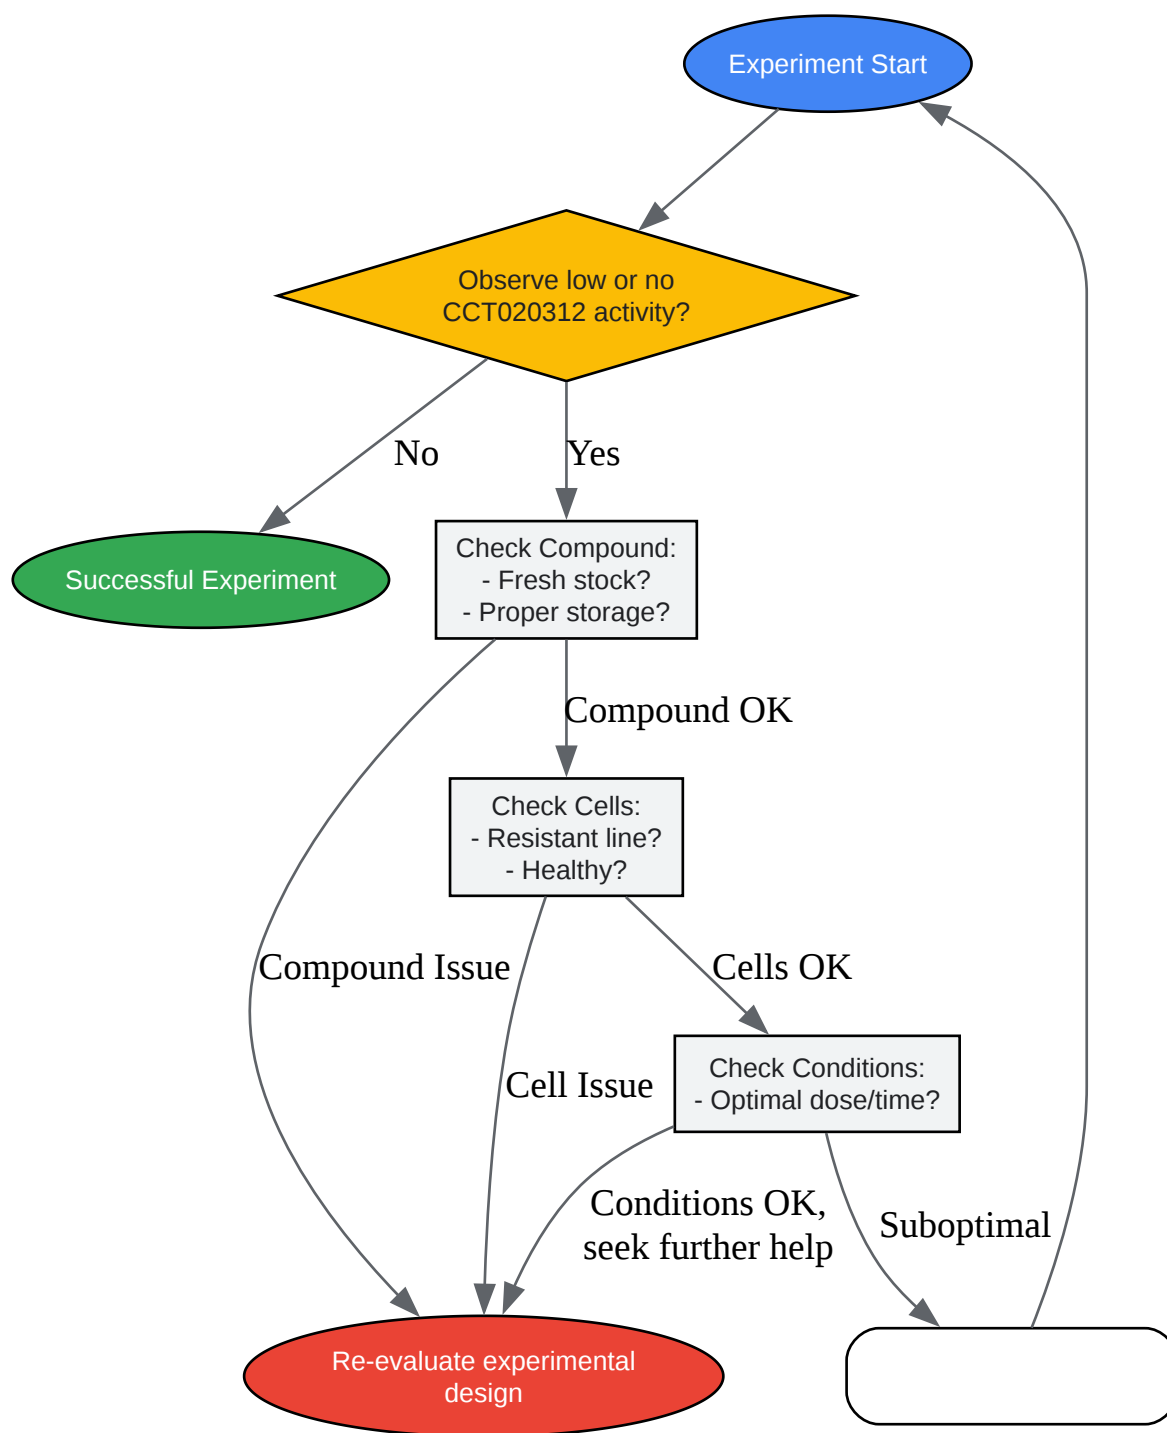 Experiment Start
Observe low or no
CCT020312 activity?
No
Yes
Successful Experiment
Check Compound:
- Fresh stock?
- Proper storage?
Compound OK
Check Cells:
- Resistant line?
- Healthy?
Compound Issue
Cells OK
Cell Issue
Check Conditions:
- Optimal dose/time?
Conditions OK,
seek further help
Suboptimal
Re-evaluate experimental
design